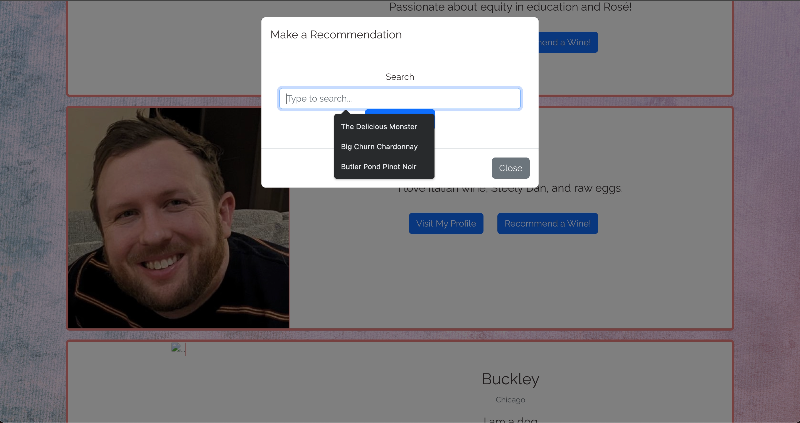 Passionate about equity in education and Rose!
Make a Recommendation
end a Wine!
Search
Type to search...
The Delicious Monster
Big Churn Chardonnay
Butler Pond Pinot Noir
Close
I love Italian wine, Steely Dan, and raw eggs
Visit My Profile
Recommend a Wine!
Buckley
Chicago
I am a dog